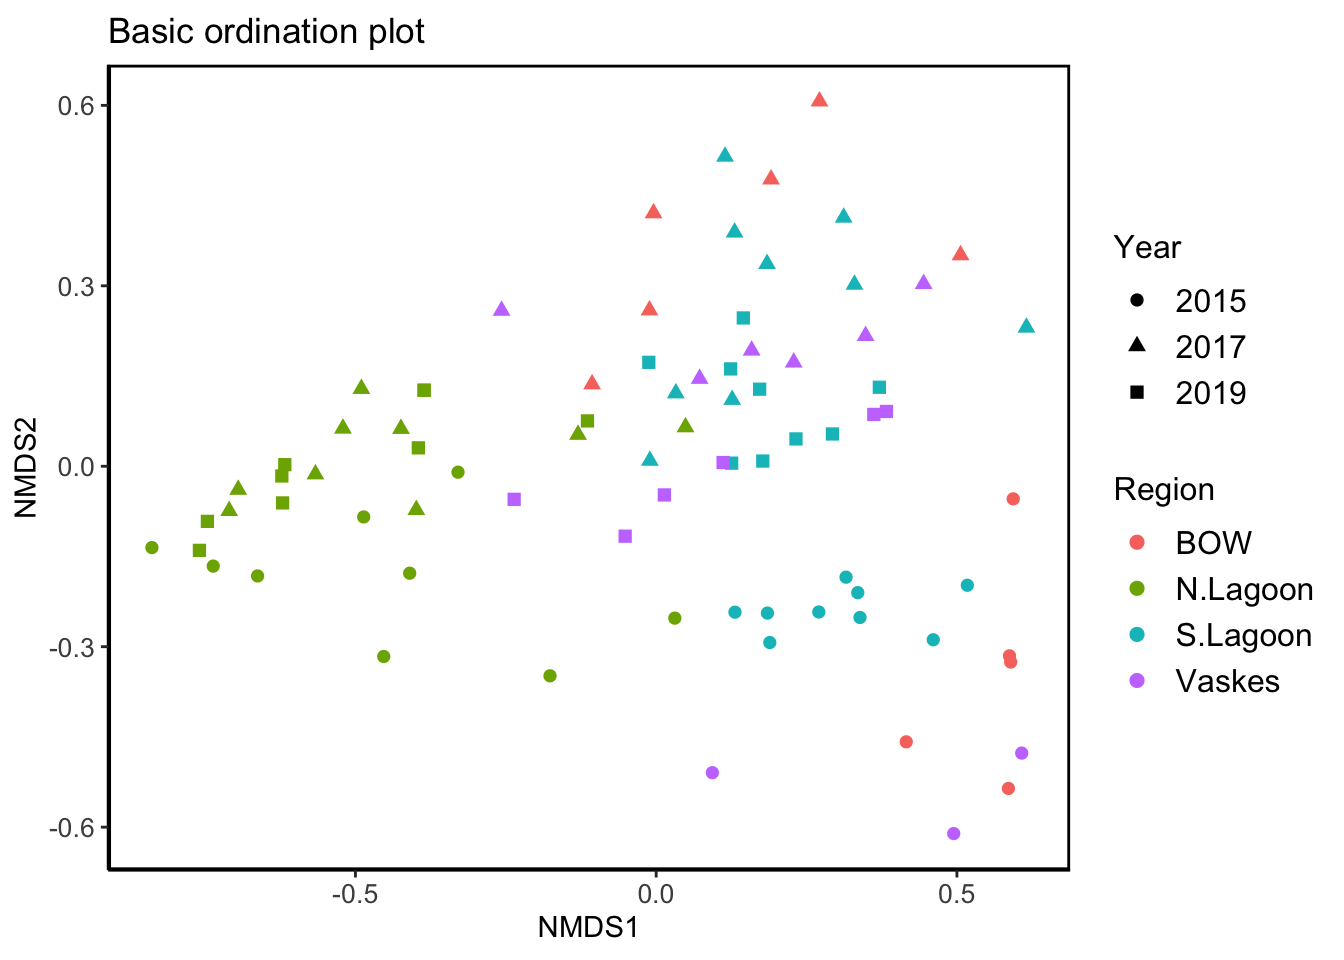 Basic ordination plot
0.6
0.3
0.0
-0.3
-0.6
NMDS2
-0.5
0.0
0.5
NMDS1
Year
2015
2017
2019
Region
BOW
N.Lagoon
S.Lagoon
Vaskes